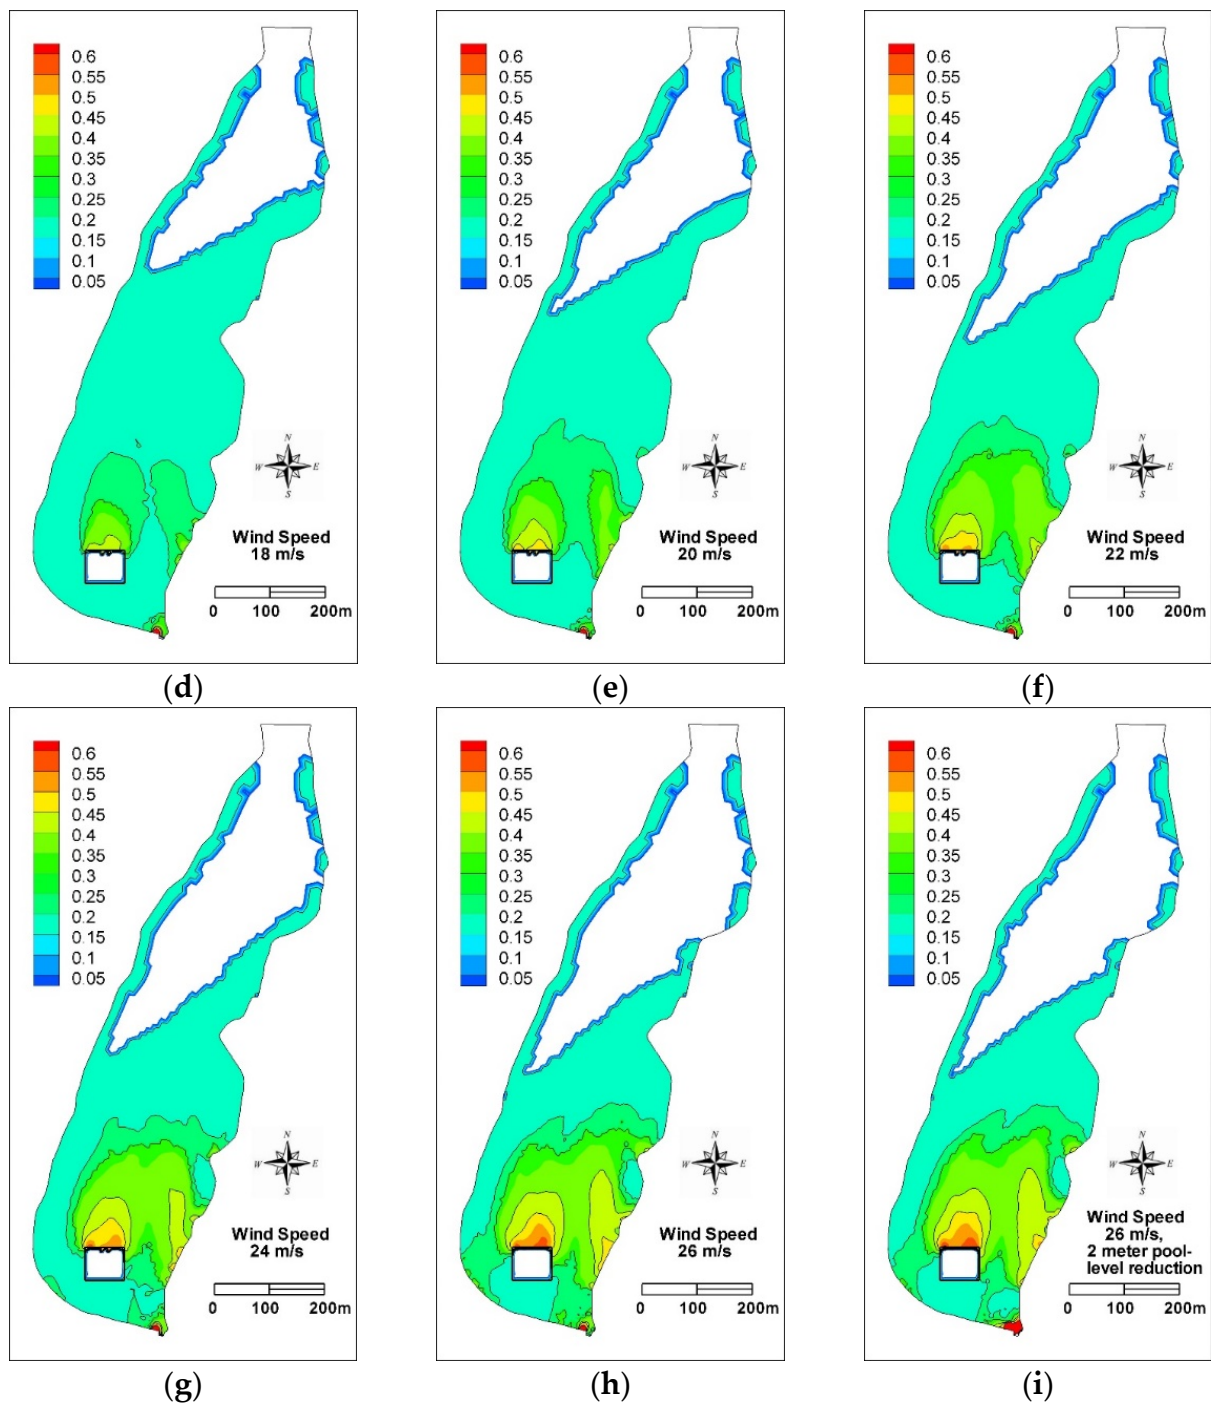 0.6
0.55
0.5
0.45
0.4
0.35
0.3
0.25
0.2
0.15
0.1
0.05
N
W E
S
Wind Speed
18 m/s
0 100 200m
(d)
0.6
0.55
0.5
0.45
0.4
0.35
0.3
0.25
0.2
0.15
0.1
0.05
N
W E
S
Wind Speed
20 m/s
0 100 200m
(e)
0.6
0.55
0.5
0.45
0.4
0.35
0.3
0.25
0.2
0.15
0.1
0.05
N
W E
S
Wind Speed
22 m/s
0 100 200m
(f)
0.6
0.55
0.5
0.45
0.4
0.35
0.3
0.25
0.2
0.15
0.1
0.05
N
W E
S
Wind Speed
24 m/s
0 100 200m
(g)
0.6
0.55
0.5
0.45
0.4
0.35
0.3
0.25
0.2
0.15
0.1
0.05
N
W E
S
Wind Speed
26 m/s
0 100 200m
(h)
0.6
0.55
0.5
0.45
0.4
0.35
0.3
0.25
0.2
0.15
0.1
0.05
N
W E
S
Wind Speed
26 m/s,
2 meter pool-
level reduction
0 100 200m
(i)